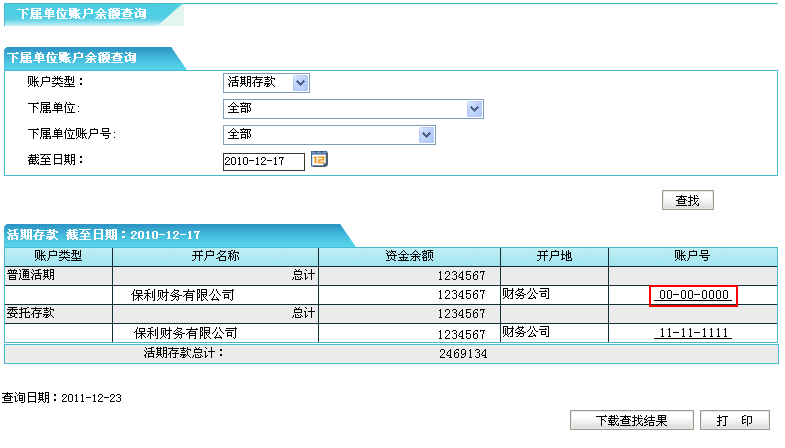 下属单位账户余额查询
下属单位账户余额查询
账户类型： 活期存款
下属单位: 全部
下属单位账户号: 全部
截至日期： 2010-12-17 12
查找
活期存款 截至日期：2010-12-17
账户类型 开户名称 资金余额 开户地 账户号
普通活期 总计 1234567
保利财务有限公司 1234567 财务公司 00-00-0000
委托存款 总计 1234567
保利财务有限公司 1234567 财务公司 11-11-1111
活期存款总计： 2469134
查询日期：2011-12-23
下载查找结果 打 印